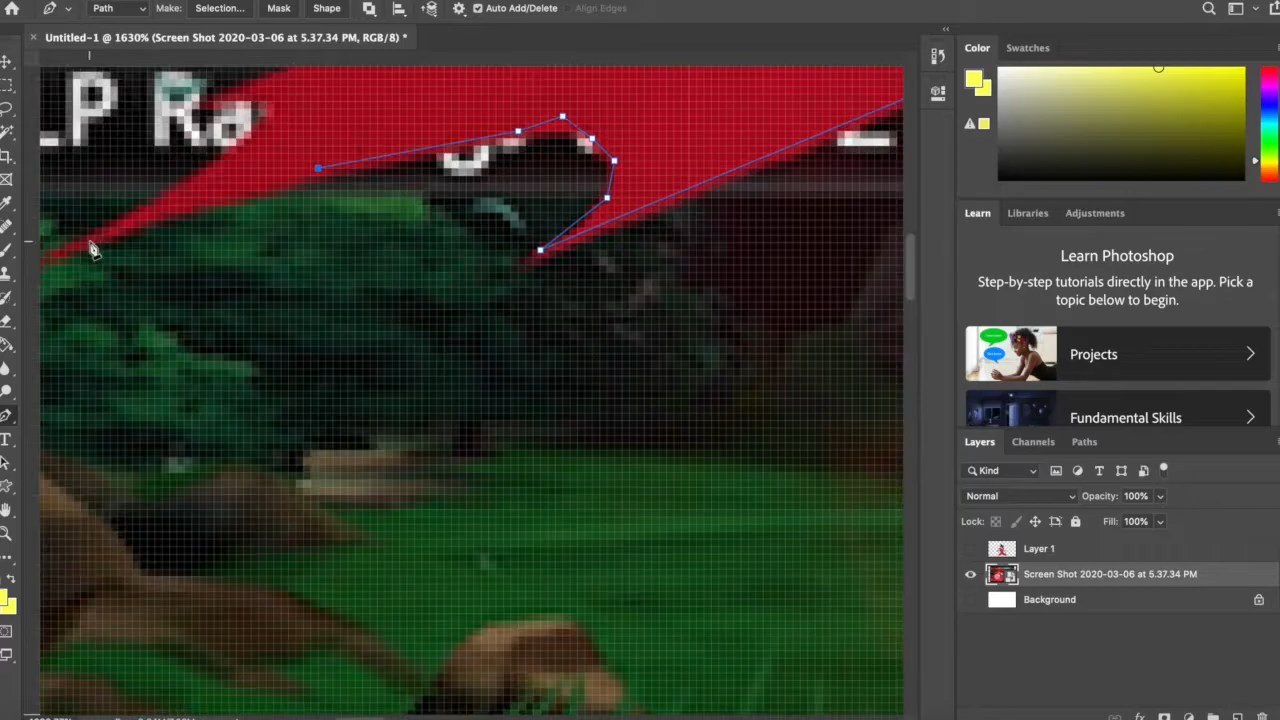 Path Make: Selection... Mask Shape Auto Add/Delete Align Edges
× Untitled-1 @ 1630% (Screen Shot 2020-03-06 at 5.37.34 PM, RGB/8) *
P Ra
Color Swatches
Learn Libraries Adjustments
Learn Photoshop
Step-by-step tutorials directly in the app. Pick a
topic below to begin.
Projects
Fundamental Skills
Layers Channels Paths
Kind
Normal Opacity: 100%
Lock: Fill: 100%
Layer 1
Screen Shot 2020-03-06 at 5.37.34 PM
Background